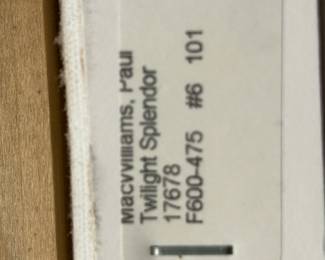 MacWilliams, Paul
Twilight Splendor
17678
F600-475 #6 101